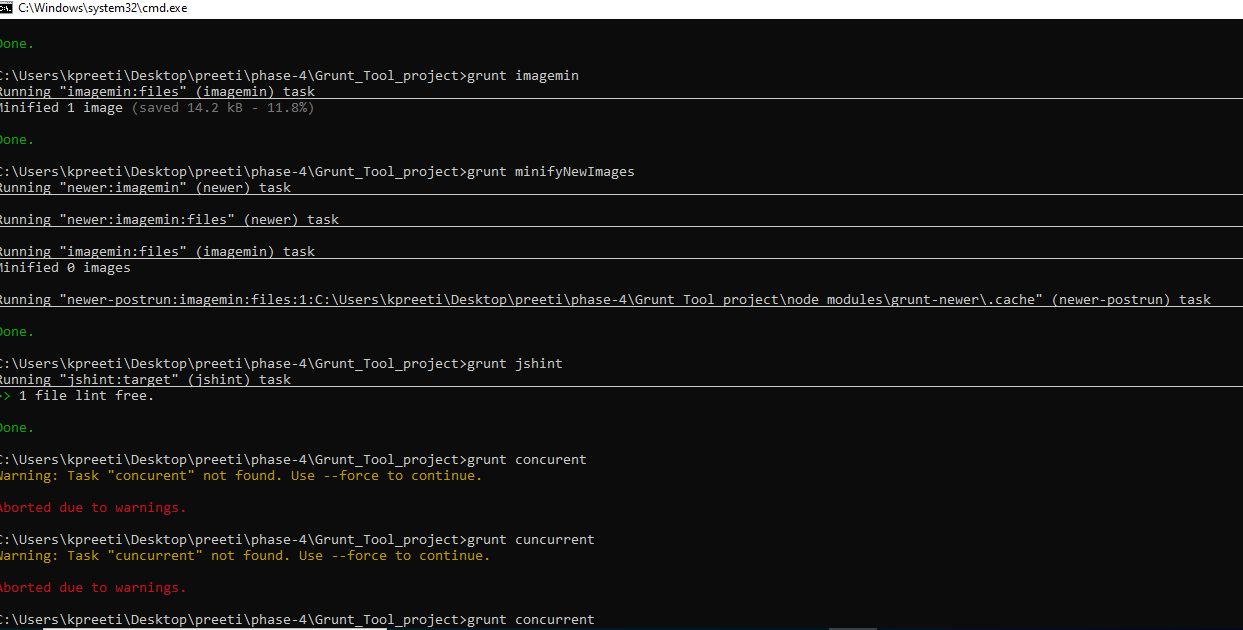 C:\Windows\system32\cmd.exe
Done.
C:\Users\kpreeti\Desktop\preeti\phase-4\Grunt_Tool_project>grunt imagemin
Running "imagemin:files" (imagemin) task
Minified 1 image (saved 14.2 kB - 11.8%)
Done.
C:\Users\kpreeti\Desktop\preeti\phase-4\Grunt_Tool_project>grunt minifyNewImages
Running "newer:imagemin" (newer) task
Running "newer:imagemin:files" (newer) task
Running "imagemin:files" (imagemin) task
Minified 0 images
Running "newer-postrun:imagemin:files:1:C:\Users\kpreeti\Desktop\preeti\phase-4\Grunt_Tool_project\node_modules\grunt-newer\.cache" (newer-postrun) task
Done.
C:\Users\kpreeti\Desktop\preeti\phase-4\Grunt_Tool_project>grunt jshint
Running "jshint:target" (jshint) task
>> 1 file lint free.
Done.
C:\Users\kpreeti\Desktop\preeti\phase-4\Grunt_Tool_project>grunt concurent
Warning: Task "concurent" not found. Use --force to continue.
Aborted due to warnings.
C:\Users\kpreeti\Desktop\preeti\phase-4\Grunt_Tool_project>grunt cuncurrent
Warning: Task "cuncurrent" not found. Use --force to continue.
Aborted due to warnings.
C:\Users\kpreeti\Desktop\preeti\phase-4\Grunt_Tool_project>grunt concurrent